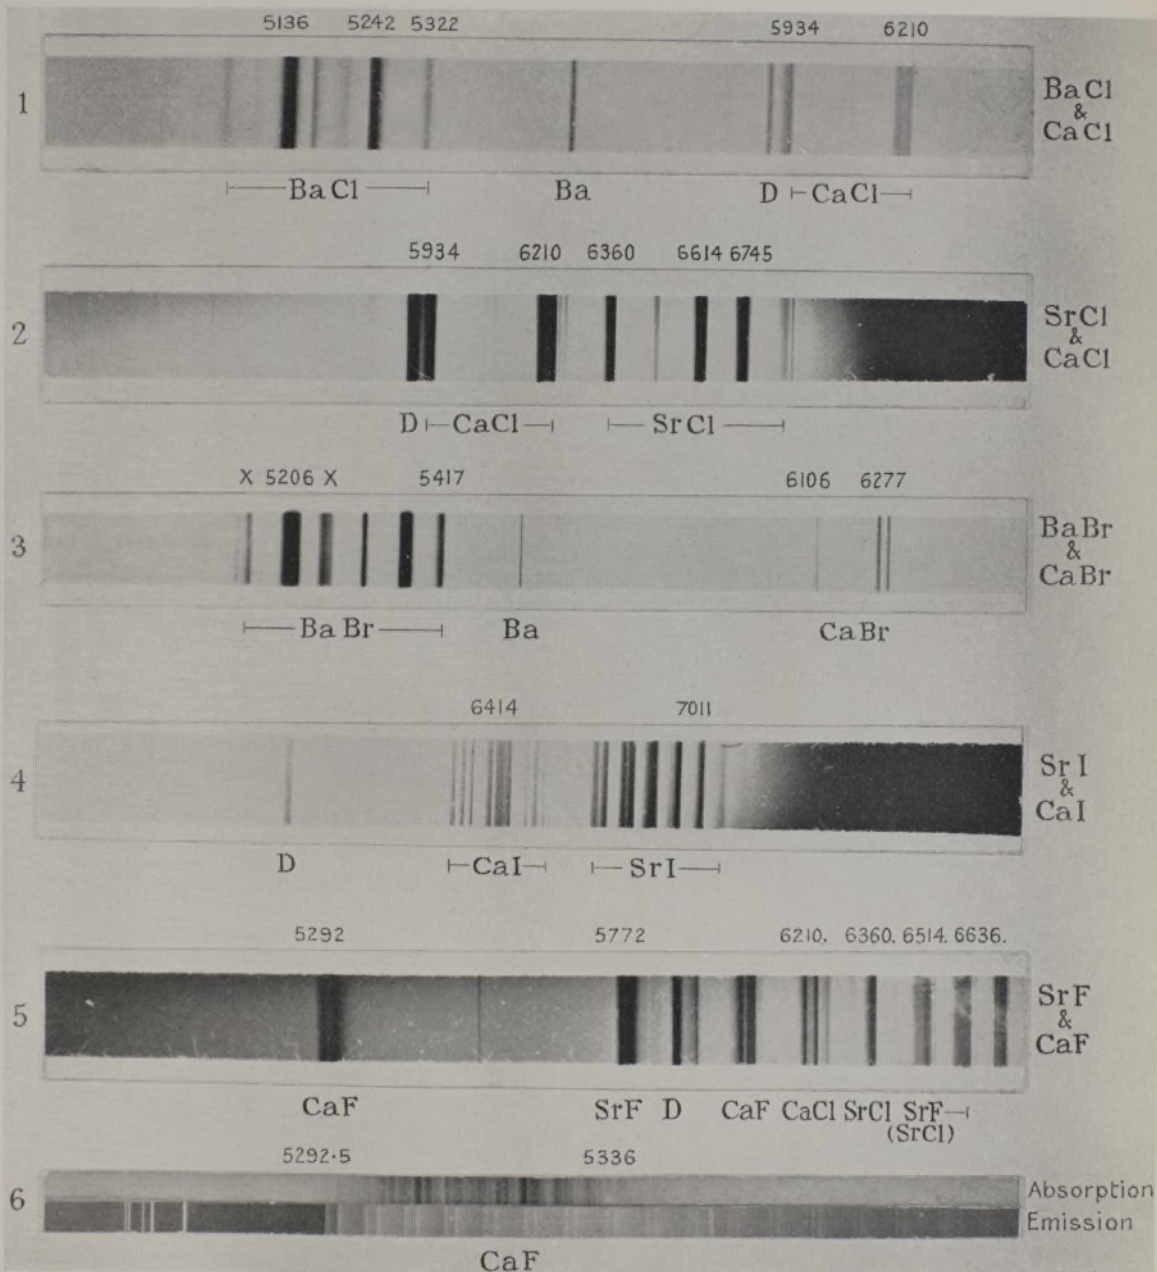 5136 5242 5322 5934 6210
1
BaCl
&
CaCl
BaCl Ba D CaCl
5934 6210 6360 6614 6745
2
SrCl
&
CaCl
D CaCl SrCl
X 5206 X 5417 6106 6277
3
BaBr
&
CaBr
BaBr Ba CaBr
6414 7011
4
SrI
&
CaI
D CaI SrI
5292 5772 6210. 6360. 6514. 6636.
5
SrF
&
CaF
CaF SrF D CaF CaCl SrCl SrF
(SrCl)
5292·5 5336
6
Absorption
Emission
CaF